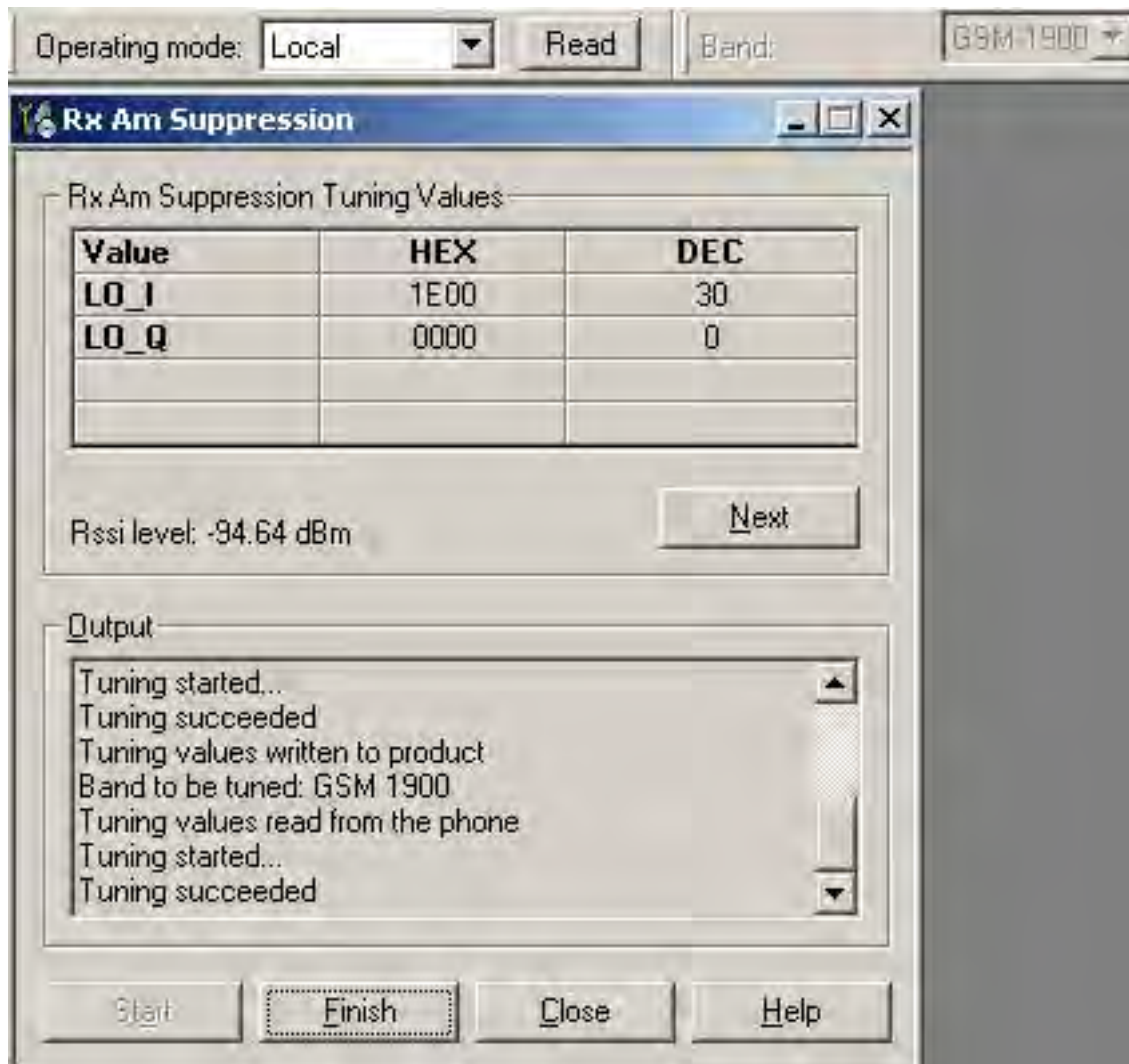 Operating mode: Local Read Band: GSM-1900
Rx Am Suppression
Rx Am Suppression Tuning Values
Value HEX DEC
LO_I 1E00 30
LO_Q 0000 0
Rssi level: -94.64 dBm
Next
Output
Tuning started...
Tuning succeeded
Tuning values written to product
Band to be tuned: GSM 1900
Tuning values read from the phone
Tuning started...
Tuning succeeded
Start Finish Close Help